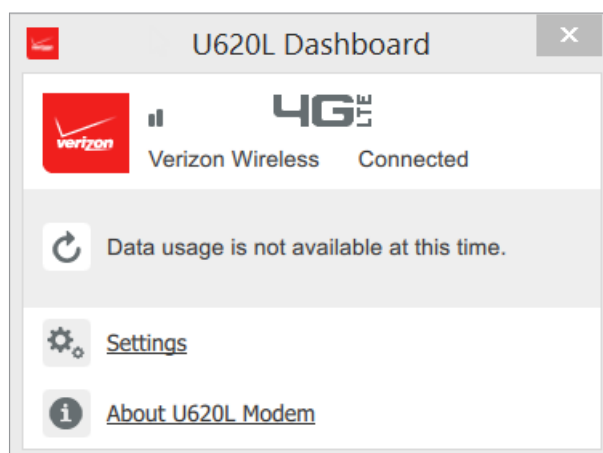 U620L Dashboard
verizon
4G LTE
Verizon Wireless Connected
Data usage is not available at this time.
Settings
About U620L Modem